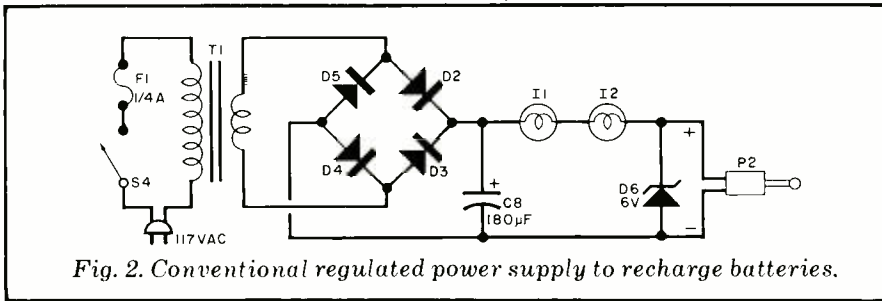 F1
1/4A
S4
117VAC
T1
D5
D2
D4
D3
+
C8
180μF
I1
I2
D6
6V
+
−
P2
Fig. 2. Conventional regulated power supply to recharge batteries.